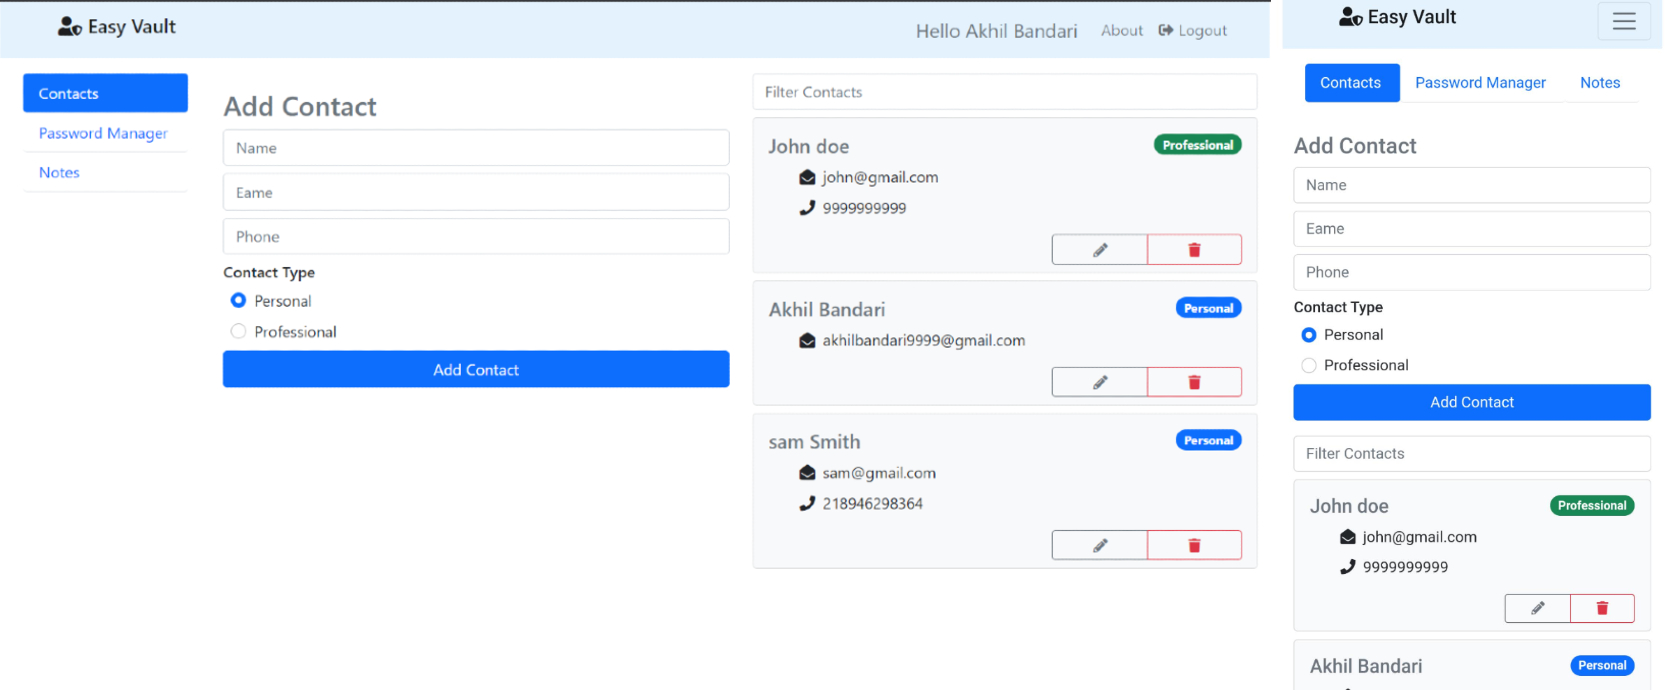 Easy Vault
Hello Akhil Bandari About Logout
Contacts
Password Manager
Notes
Add Contact
Name
Eame
Phone
Contact Type
Personal
Professional
Add Contact
Filter Contacts
John doe Professional
john@gmail.com
9999999999
Akhil Bandari Personal
akhilbandari9999@gmail.com
sam Smith Personal
sam@gmail.com
218946298364
Easy Vault
Contacts Password Manager Notes
Add Contact
Name
Eame
Phone
Contact Type
Personal
Professional
Add Contact
Filter Contacts
John doe Professional
john@gmail.com
9999999999
Akhil Bandari Personal